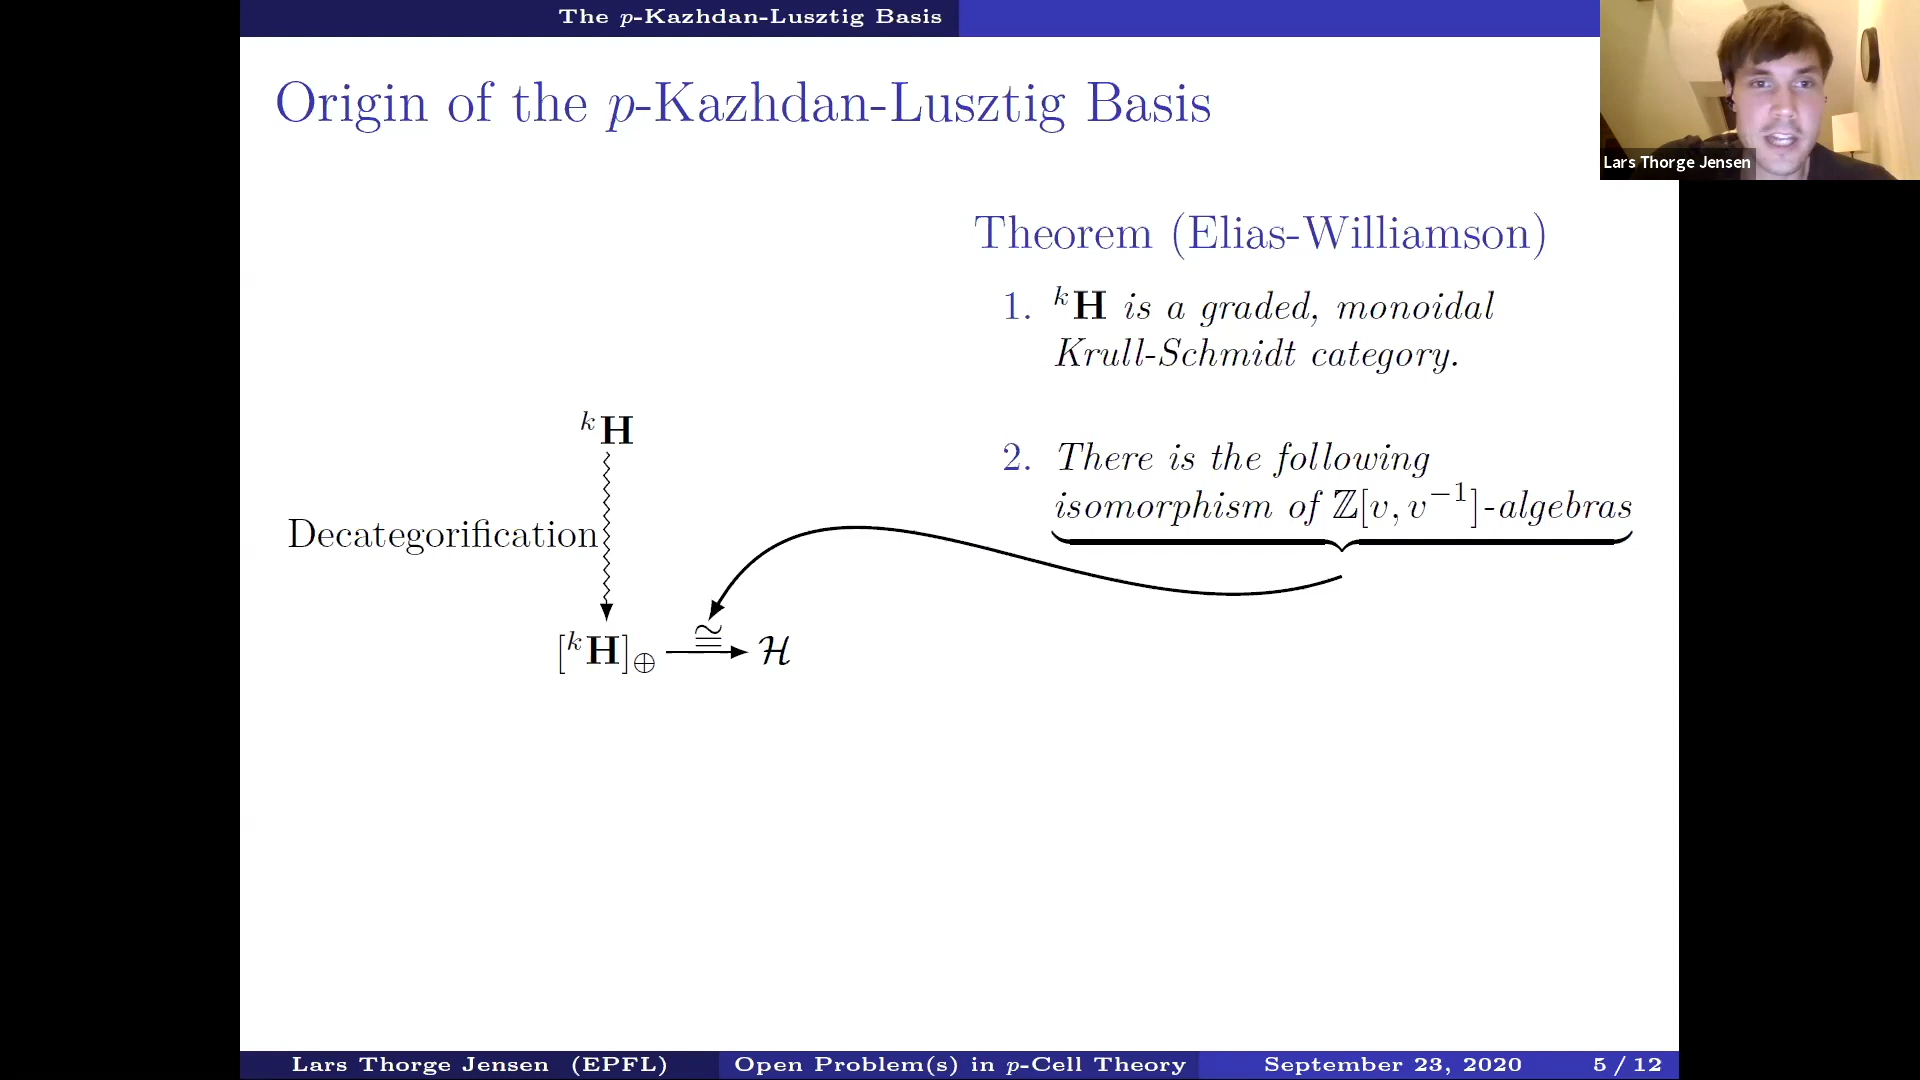 The p-Kazhdan-Lusztig Basis
Origin of the p-Kazhdan-Lusztig Basis
Lars Thorge Jensen
Theorem (Elias-Williamson)
1. ᵏ𝐇 is a graded, monoidal
Krull-Schmidt category.
2. There is the following
isomorphism of ℤ[v, v⁻¹]-algebras
ᵏ𝐇
Decategorification
[ᵏ𝐇]⊕ ≅ ℋ
Lars Thorge Jensen (EPFL) Open Problem(s) in p-Cell Theory September 23, 2020 5 / 12